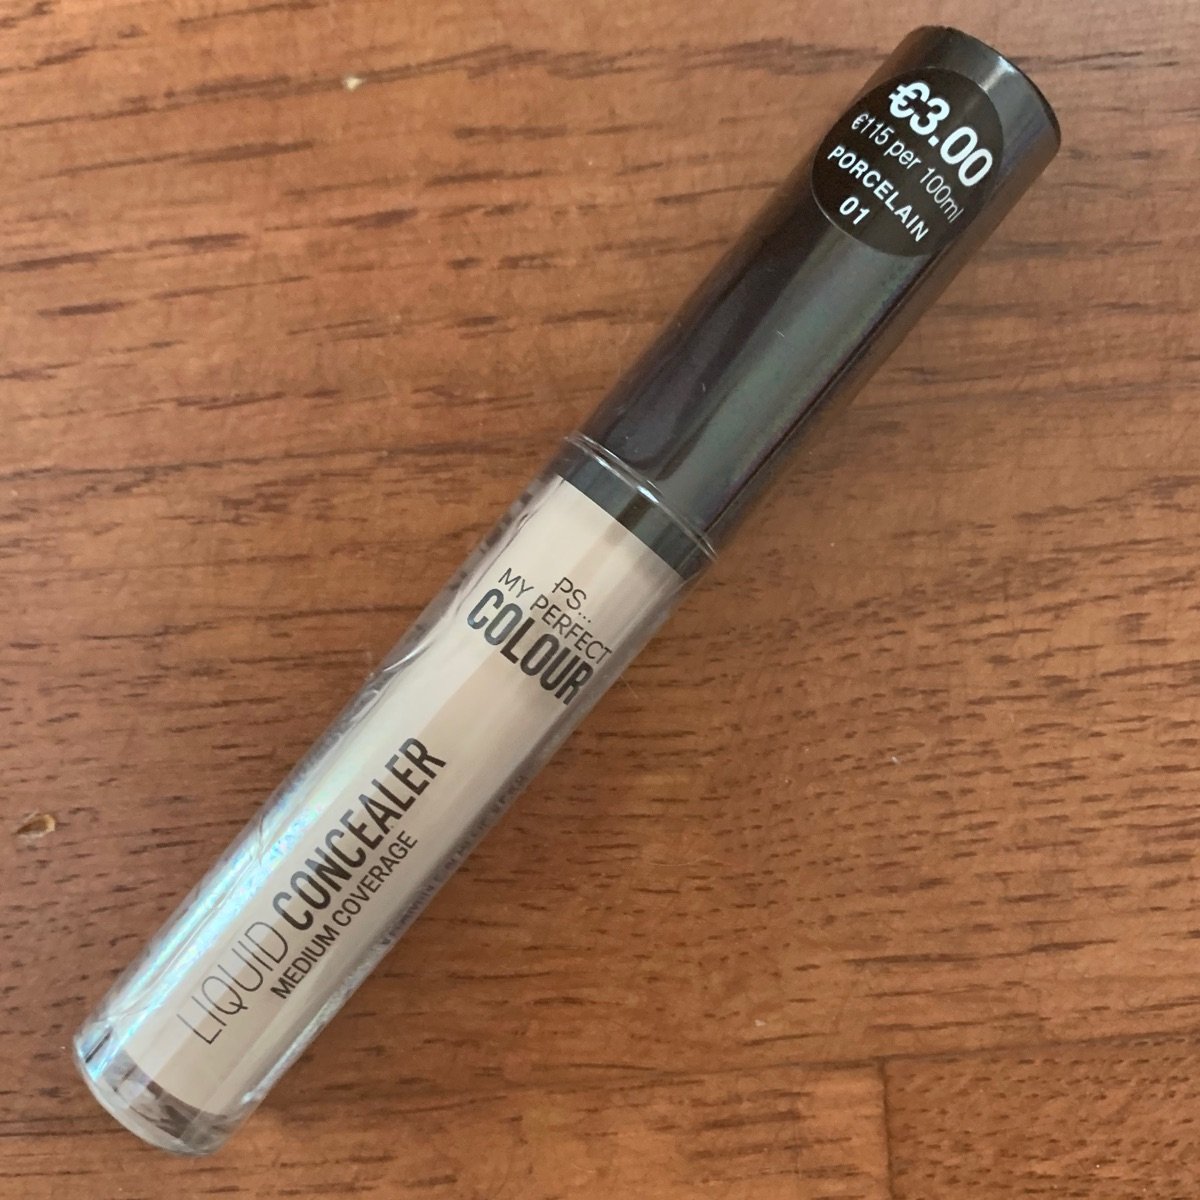 €3.00
€115 per 100ml
PORCELAIN
01
PS...
MY PERFECT
COLOUR
LIQUID CONCEALER
MEDIUM COVERAGE